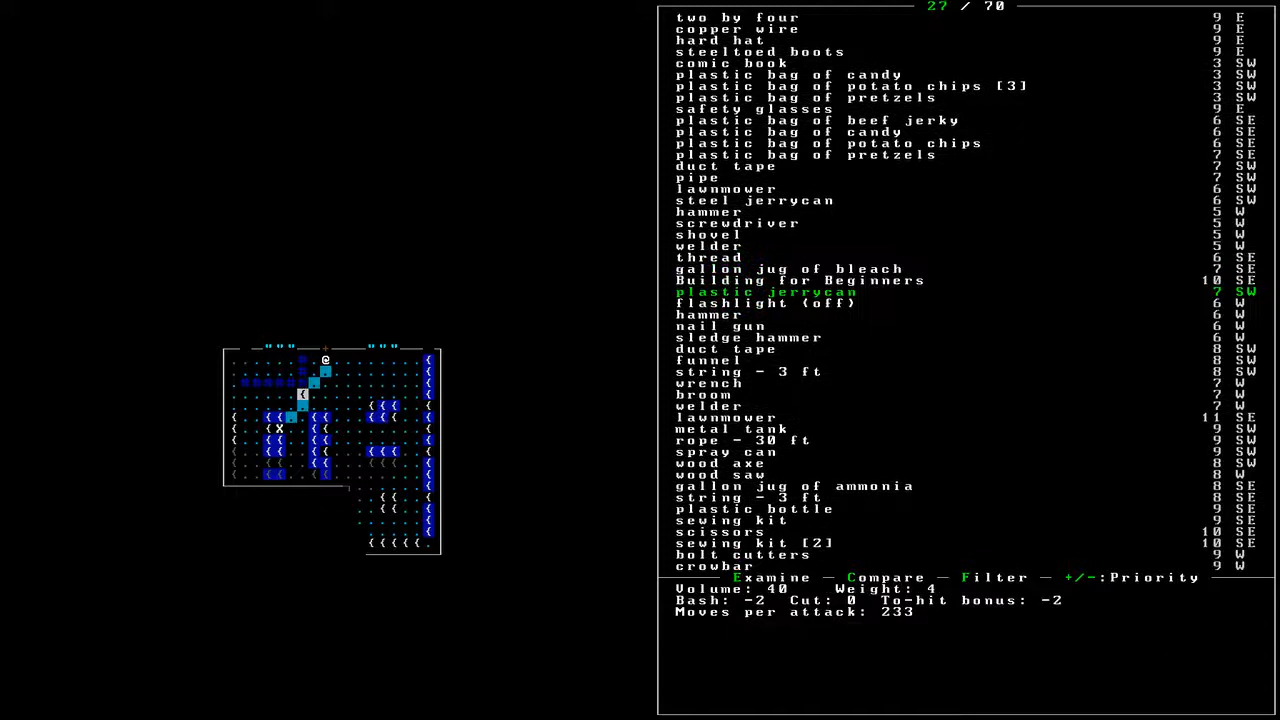 27 / 70
two by four 9 E
copper wire 9 E
hard hat 9 E
steeltoed boots 9 E
comic book 3 SW
plastic bag of candy 3 SW
plastic bag of potato chips [3] 3 SW
plastic bag of pretzels 3 SW
safety glasses 9 E
plastic bag of beef jerky 6 SE
plastic bag of candy 6 SE
plastic bag of potato chips 6 SE
plastic bag of pretzels 7 SE
duct tape 7 SW
pipe 7 SW
lawnmower 6 SW
steel jerrycan 6 SW
hammer 5 W
screwdriver 5 W
shovel 5 W
welder 5 W
thread 6 SE
gallon jug of bleach 7 SE
Building for Beginners 10 SE
plastic jerrycan 7 SW
flashlight (off) 6 W
hammer 6 W
nail gun 6 W
sledge hammer 6 W
duct tape 8 SW
funnel 8 SW
string - 3 ft 8 SW
wrench 7 W
broom 7 W
welder 7 W
lawnmower 11 SE
metal tank 9 SW
rope - 30 ft 9 SW
spray can 9 SW
wood axe 8 SW
wood saw 8 W
gallon jug of ammonia 8 SE
string - 3 ft 8 SE
plastic bottle 9 SE
sewing kit 9 SE
scissors 10 SE
sewing kit [2] 10 SE
bolt cutters 9 W
crowbar 9 W
Examine — Compare — Filter — +/-:Priority
Volume: 40 Weight: 4
Bash: -2 Cut: 0 To-hit bonus: -2
Moves per attack: 233